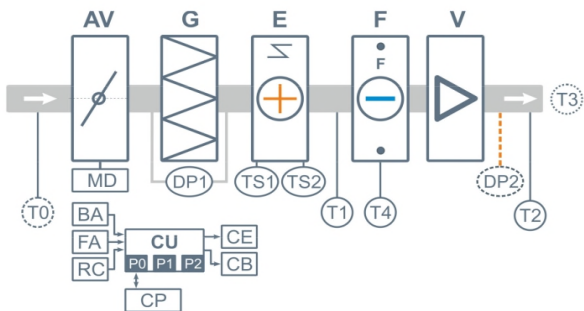 AV G E F V
F
T3
MD DP1 TS1 TS2 DP2
T0 T1 T4 T2
BA
FA
RC
CU
P0 P1 P2
CE
CB
CP